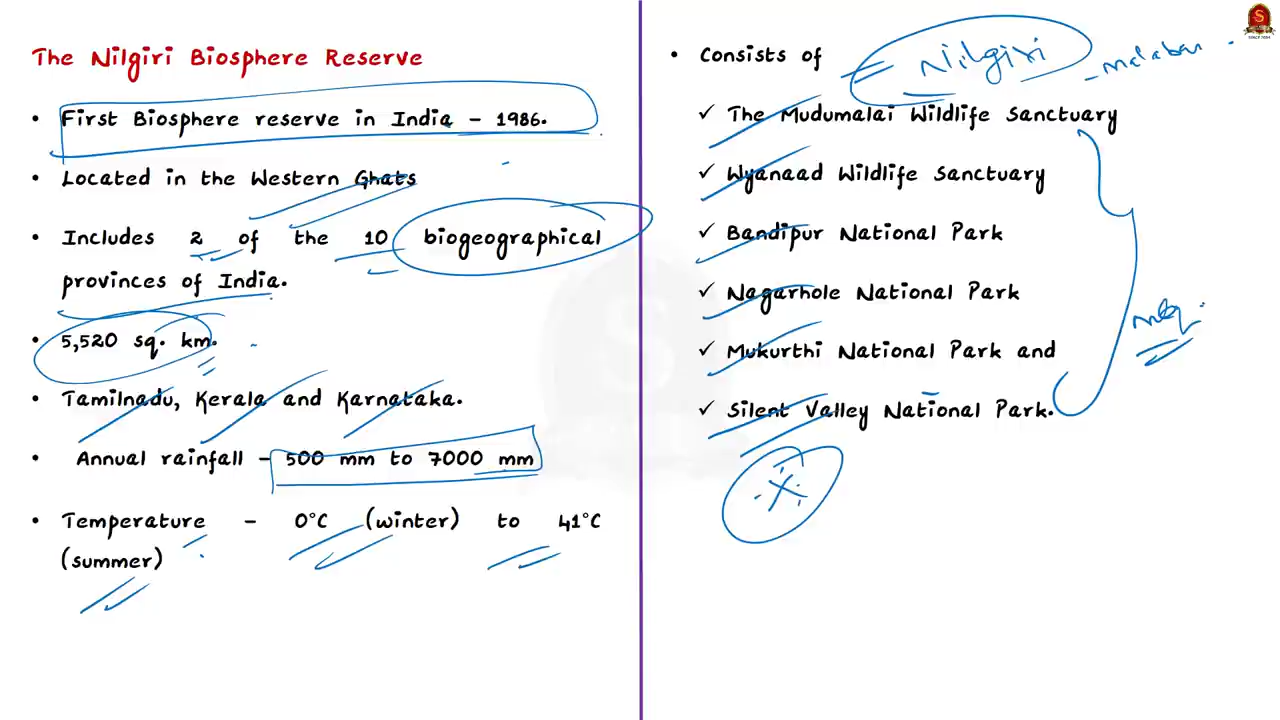 The Nilgiri Biosphere Reserve
• First Biosphere reserve in India – 1986.
• Located in the Western Ghats
• Includes 2 of the 10 biogeographical
provinces of India.
• 5,520 sq. km.
• Tamilnadu, Kerala and Karnataka.
• Annual rainfall – 500 mm to 7000 mm
• Temperature – 0°C (winter) to 41°C
(summer)
• Consists of
Nilgiri
✓ The Mudumalai Wildlife Sanctuary
✓ Wyanaad Wildlife Sanctuary
✓ Bandipur National Park
✓ Nagarhole National Park
✓ Mukurthi National Park and
✓ Silent Valley National Park.
X
S
SINCE 2004